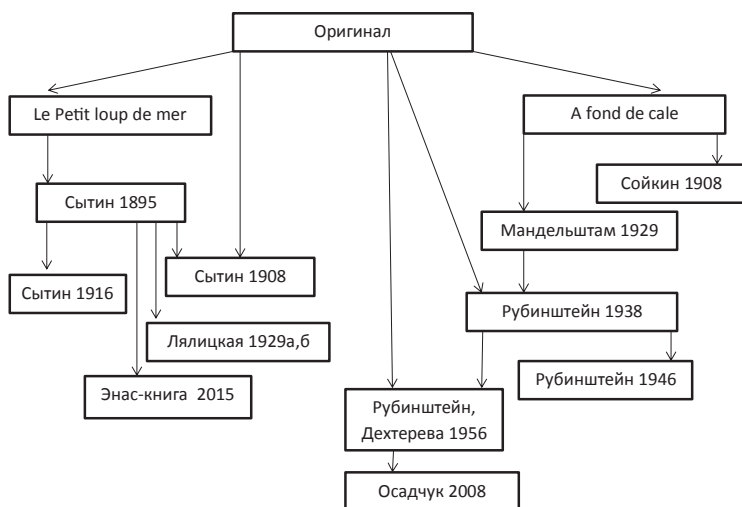 Оригинал
Le Petit loup de mer
A fond de cale
Сойкин 1908
Сытин 1895
Мандельштам 1929
Сытин 1908
Сытин 1916
Рубинштейн 1938
Лялицкая 1929а,б
Рубинштейн 1946
Энас-книга 2015
Рубинштейн,
Дехтерева 1956
Осадчук 2008